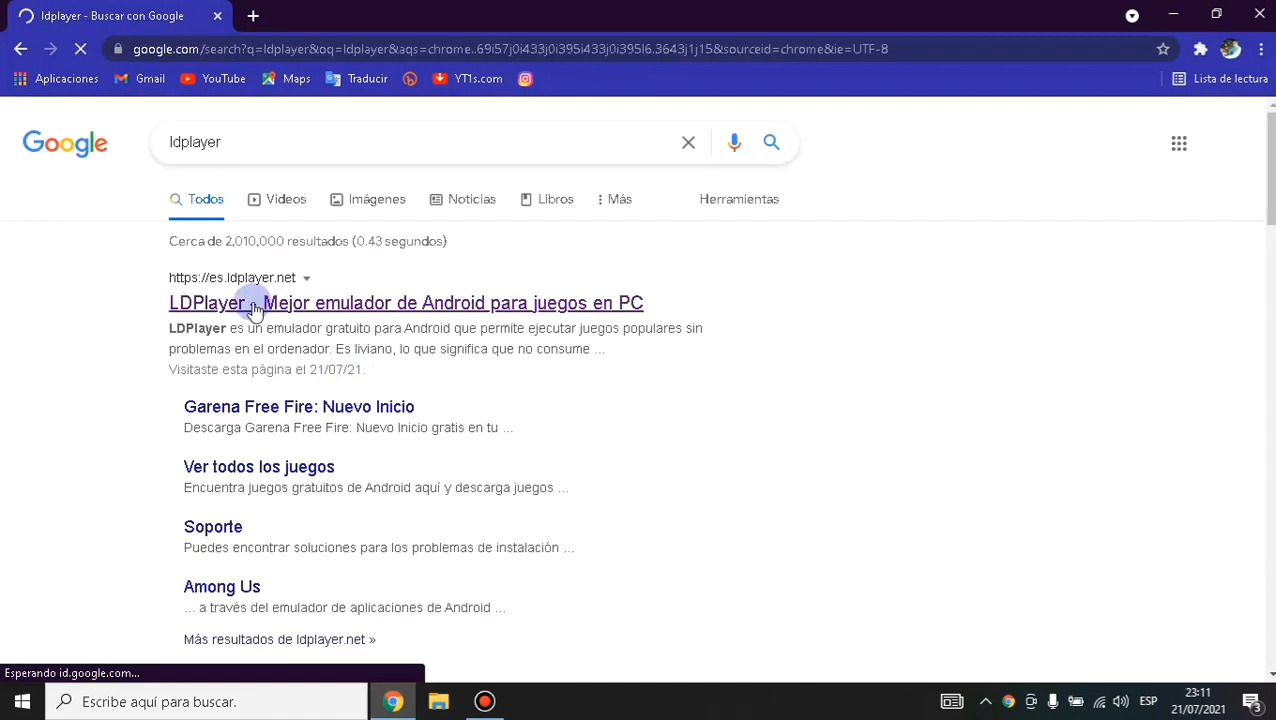 ldplayer - Buscar con Google
google.com/search?q=ldplayer&oq=ldplayer&aqs=chrome..69i57j0i433j0i395i433j0i395l6.3643j1j15&sourceid=chrome&ie=UTF-8
Aplicaciones Gmail YouTube Maps Traducir YT1s.com Lista de lectura
Google ldplayer
Todos Videos Imágenes Noticias Libros Más Herramientas
Cerca de 2,010,000 resultados (0.43 segundos)
https://es.ldplayer.net
LDPlayer - Mejor emulador de Android para juegos en PC
LDPlayer es un emulador gratuito para Android que permite ejecutar juegos populares sin
problemas en el ordenador. Es liviano, lo que significa que no consume ...
Visitaste esta página el 21/07/21.
Garena Free Fire: Nuevo Inicio
Descarga Garena Free Fire: Nuevo Inicio gratis en tu ...
Ver todos los juegos
Encuentra juegos gratuitos de Android aquí y descarga juegos ...
Soporte
Puedes encontrar soluciones para los problemas de instalación ...
Among Us
... a través del emulador de aplicaciones de Android ...
Más resultados de ldplayer.net »
Esperando id.google.com...
Escribe aquí para buscar.
ESP
23:11
21/07/2021
3